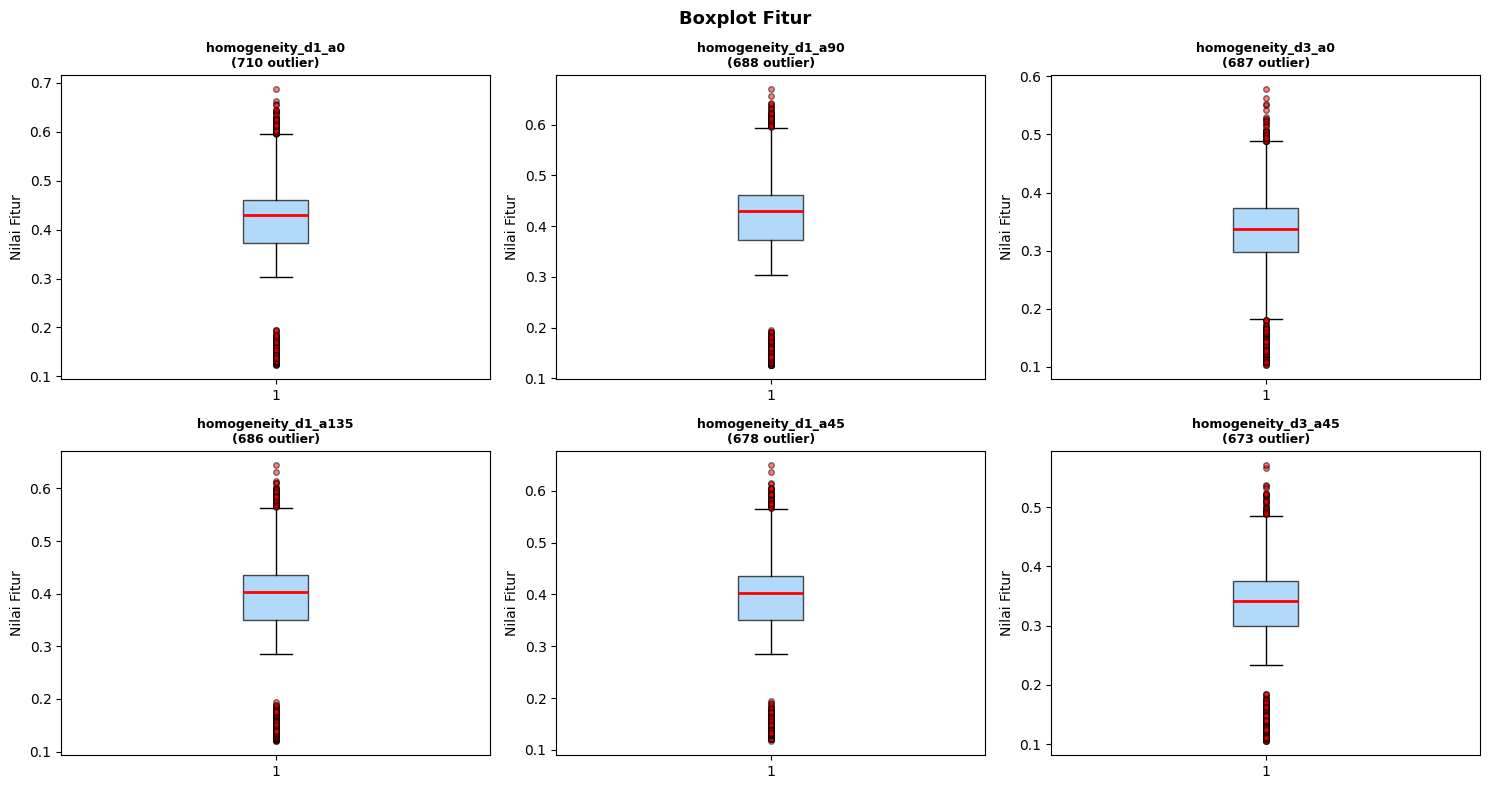 Boxplot Fitur
homogeneity_d1_a0
(710 outlier)
Nilai Fitur
0.7
0.6
0.5
0.4
0.3
0.2
0.1
1
homogeneity_d1_a90
(688 outlier)
Nilai Fitur
0.6
0.5
0.4
0.3
0.2
0.1
1
homogeneity_d3_a0
(687 outlier)
Nilai Fitur
0.6
0.5
0.4
0.3
0.2
0.1
1
homogeneity_d1_a135
(686 outlier)
Nilai Fitur
0.6
0.5
0.4
0.3
0.2
0.1
1
homogeneity_d1_a45
(678 outlier)
Nilai Fitur
0.6
0.5
0.4
0.3
0.2
0.1
1
homogeneity_d3_a45
(673 outlier)
Nilai Fitur
0.5
0.4
0.3
0.2
0.1
1